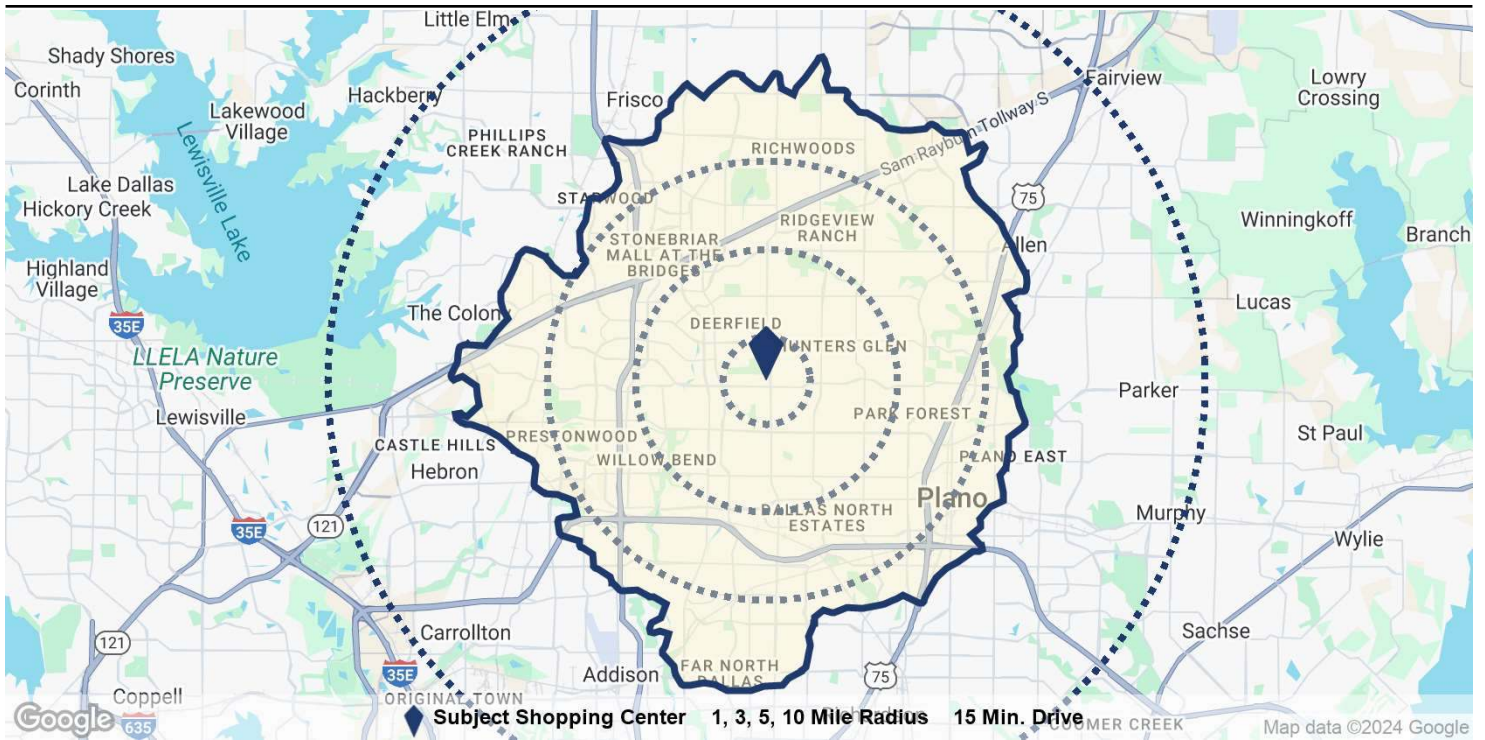 Little Elm
Shady Shores
Corinth
Hackberry
Frisco
Fairview
Lowry
Crossing
Lakewood
Village
PHILLIPS
CREEK RANCH
RICHWOODS
Sam Rayburn Tollway S
Lewisville Lake
Lake Dallas
Hickory Creek
STARWOOD
75
Winningkoff
Branch
RIDGEVIEW
RANCH
STONEBRIAR
MALL AT THE
BRIDGES
Allen
Highland
Village
The Colony
Lucas
35E
DEERFIELD
HUNTERS GLEN
LLELA Nature
Preserve
Parker
Lewisville
PARK FOREST
St Paul
CASTLE HILLS
PRESTONWOOD
Hebron
WILLOW BEND
PLANO EAST
Plano
DALLAS NORTH
ESTATES
Murphy
121
35E
Wylie
Carrollton
Sachse
121
Addison
FAR NORTH
DALLAS
35E
75
Coppell
ORIGINAL TOWN
Richardson
635
Google
Subject Shopping Center 1, 3, 5, 10 Mile Radius 15 Min. Drive
Map data ©2024 Google